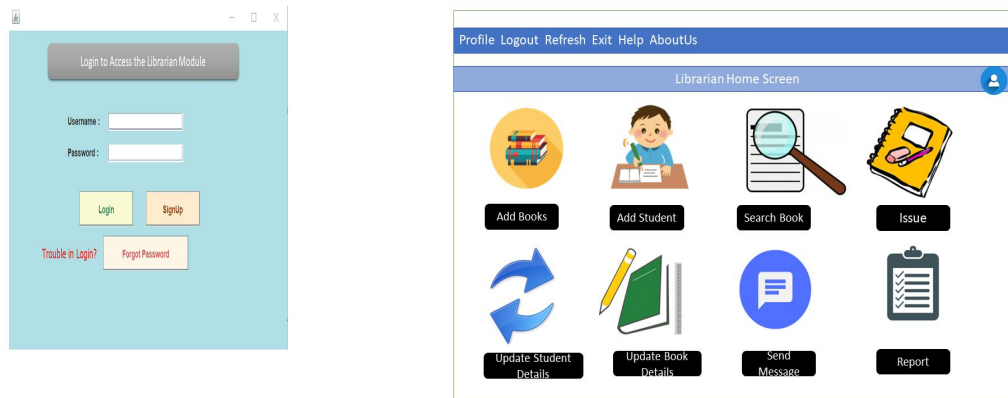 Login to Access the Librarian Module
Username :
Password :
Login
SignUp
Trouble in Login?
Forgot Password
Profile Logout Refresh Exit Help AboutUs
Librarian Home Screen
Add Books
Add Student
Search Book
Issue
Update Student
Details
Update Book
Details
Send
Message
Report